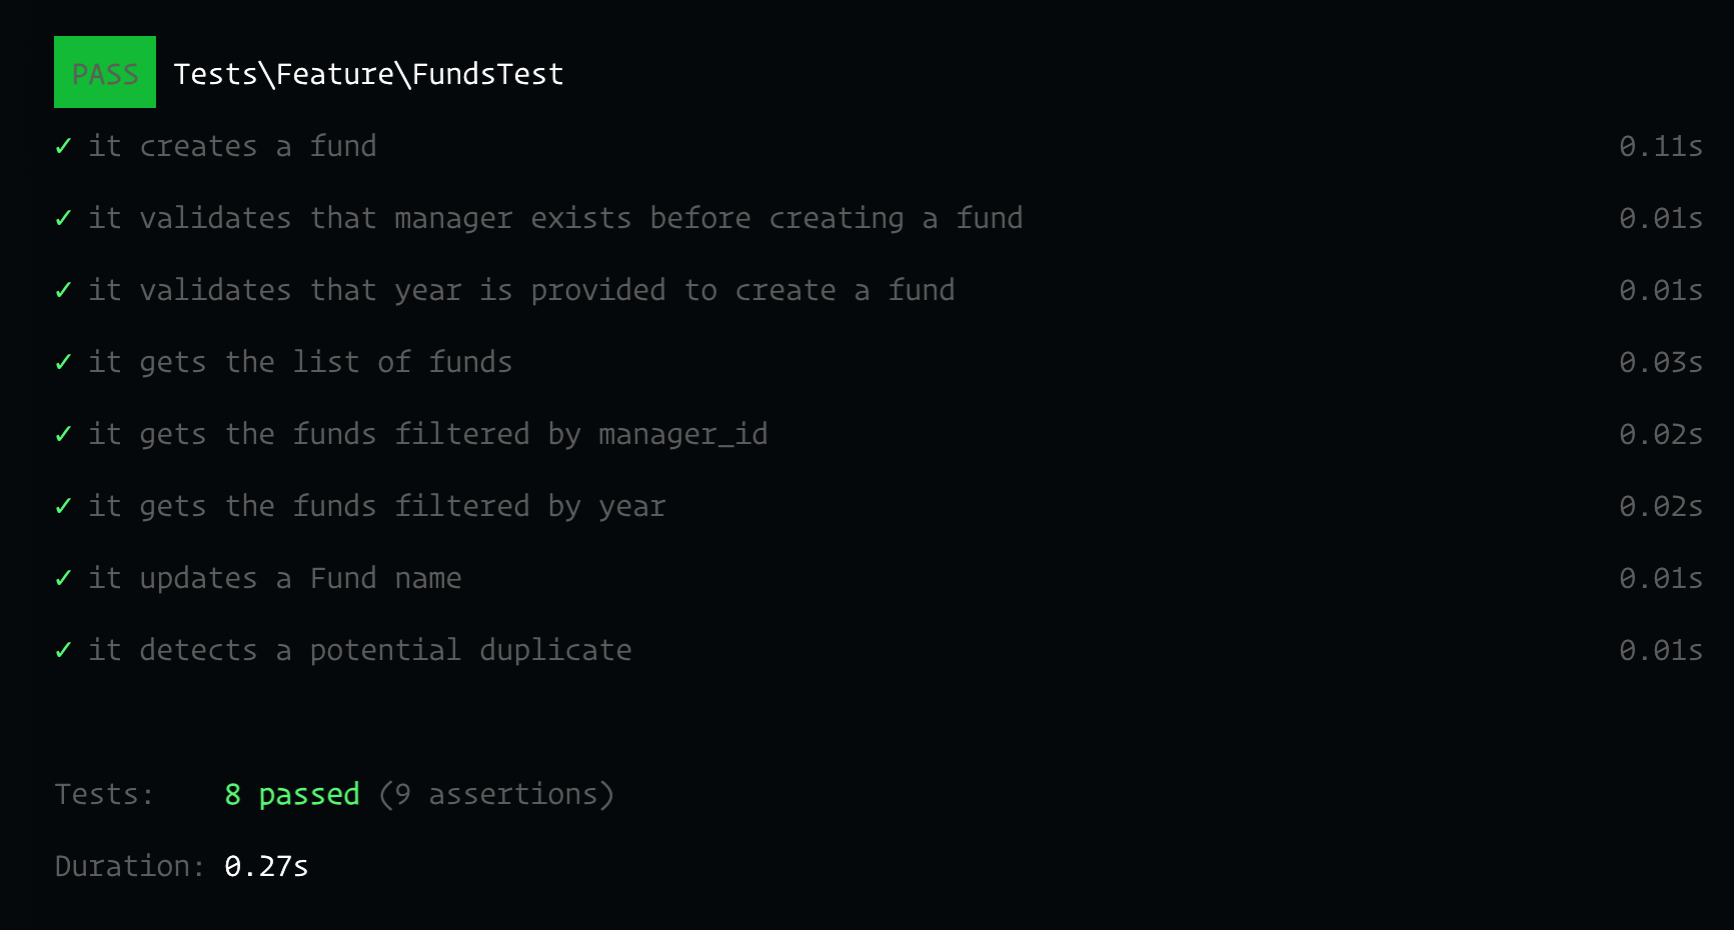 PASS Tests\Feature\FundsTest
✓ it creates a fund 0.11s
✓ it validates that manager exists before creating a fund 0.01s
✓ it validates that year is provided to create a fund 0.01s
✓ it gets the list of funds 0.03s
✓ it gets the funds filtered by manager_id 0.02s
✓ it gets the funds filtered by year 0.02s
✓ it updates a Fund name 0.01s
✓ it detects a potential duplicate 0.01s
Tests: 8 passed (9 assertions)
Duration: 0.27s